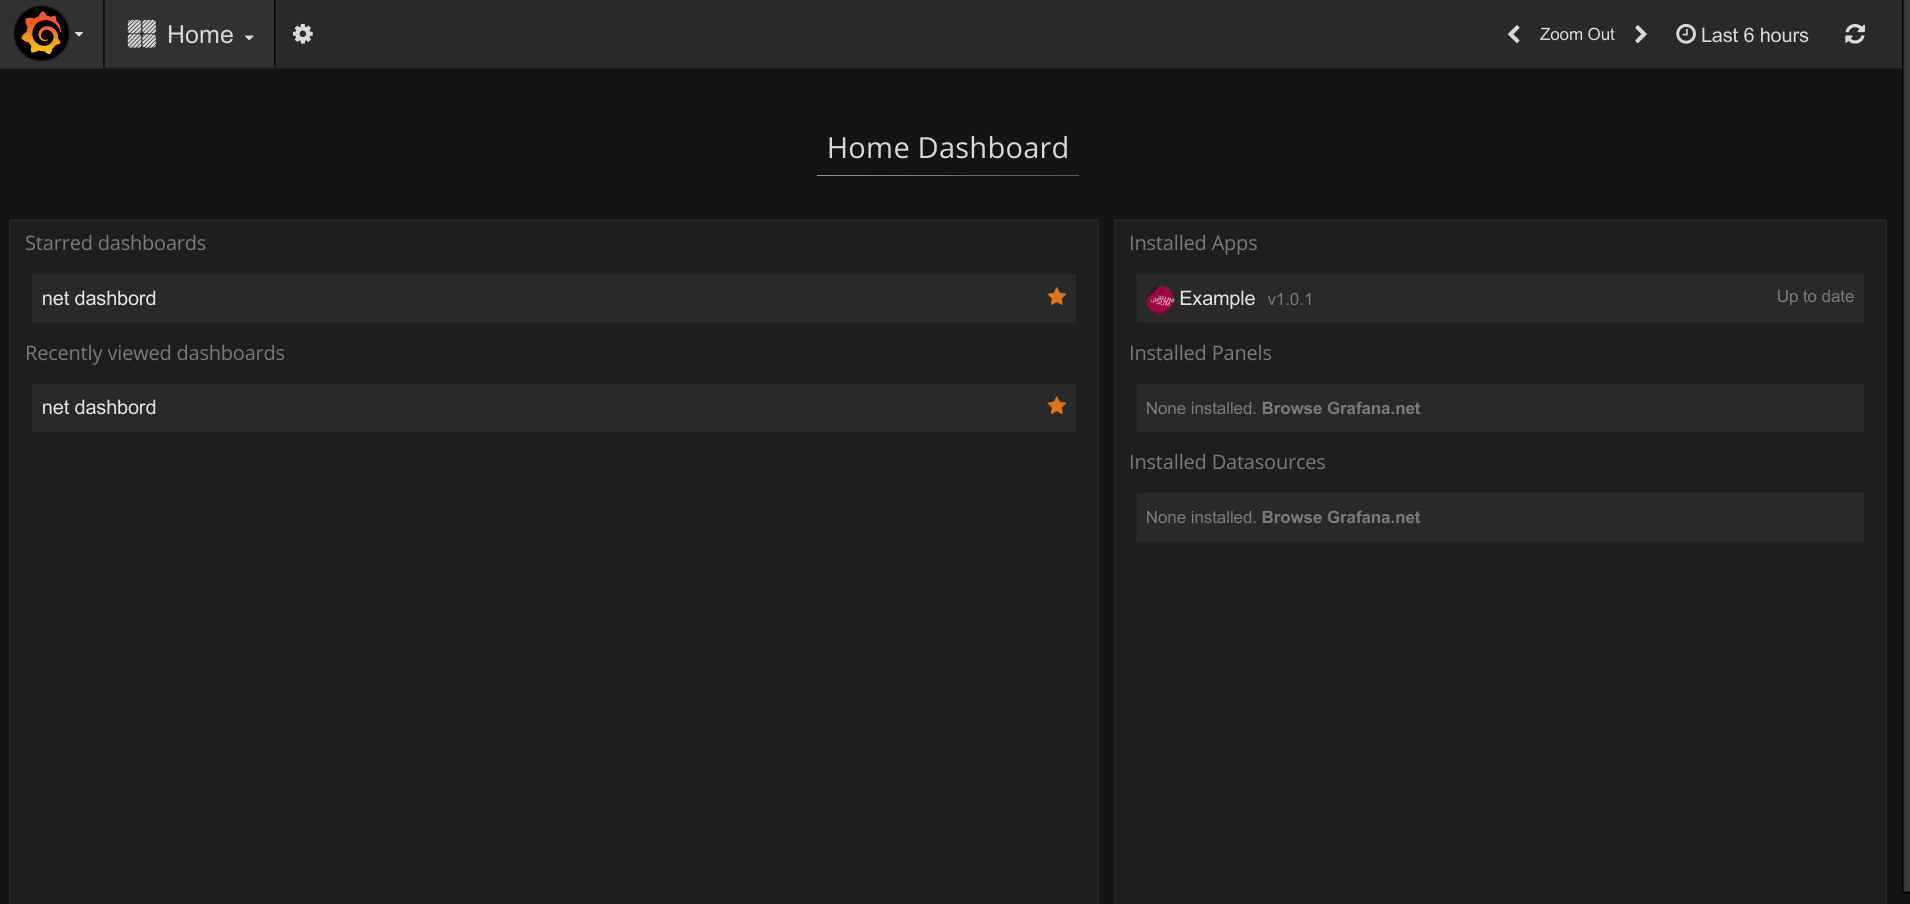 Home
Zoom Out
Last 6 hours
Home Dashboard
Starred dashboards
net dashbord
Recently viewed dashboards
net dashbord
Installed Apps
Example v1.0.1 Up to date
Installed Panels
None installed. Browse Grafana.net
Installed Datasources
None installed. Browse Grafana.net